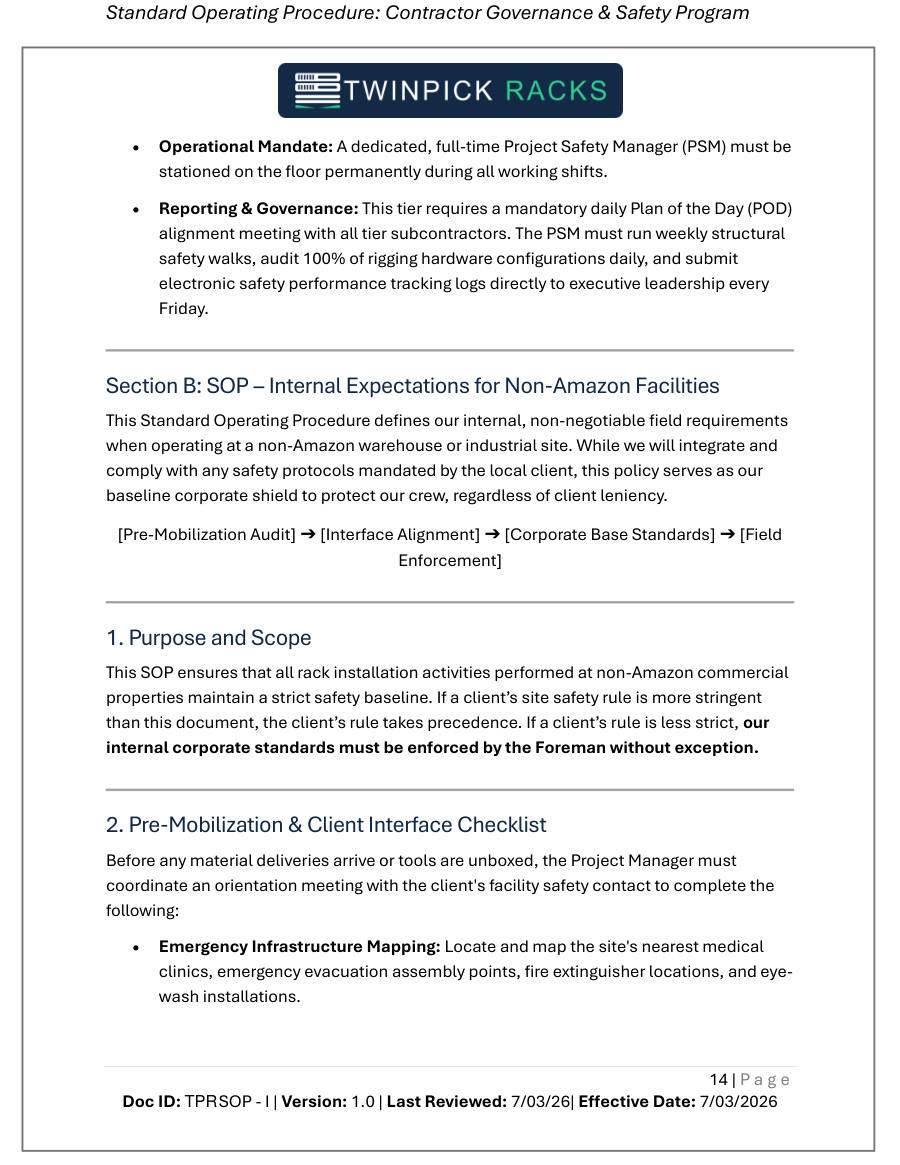 Standard Operating Procedure: Contractor Governance & Safety Program
TWINPICK RACKS
• Operational Mandate: A dedicated, full-time Project Safety Manager (PSM) must be
stationed on the floor permanently during all working shifts.
• Reporting & Governance: This tier requires a mandatory daily Plan of the Day (POD)
alignment meeting with all tier subcontractors. The PSM must run weekly structural
safety walks, audit 100% of rigging hardware configurations daily, and submit
electronic safety performance tracking logs directly to executive leadership every
Friday.
Section B: SOP – Internal Expectations for Non-Amazon Facilities
This Standard Operating Procedure defines our internal, non-negotiable field requirements
when operating at a non-Amazon warehouse or industrial site. While we will integrate and
comply with any safety protocols mandated by the local client, this policy serves as our
baseline corporate shield to protect our crew, regardless of client leniency.
[Pre-Mobilization Audit] ➔ [Interface Alignment] ➔ [Corporate Base Standards] ➔ [Field
Enforcement]
1. Purpose and Scope
This SOP ensures that all rack installation activities performed at non-Amazon commercial
properties maintain a strict safety baseline. If a client’s site safety rule is more stringent
than this document, the client’s rule takes precedence. If a client’s rule is less strict, our
internal corporate standards must be enforced by the Foreman without exception.
2. Pre-Mobilization & Client Interface Checklist
Before any material deliveries arrive or tools are unboxed, the Project Manager must
coordinate an orientation meeting with the client's facility safety contact to complete the
following:
• Emergency Infrastructure Mapping: Locate and map the site's nearest medical
clinics, emergency evacuation assembly points, fire extinguisher locations, and eye-
wash installations.
14 | Page
Doc ID: TPRSOP - I | Version: 1.0 | Last Reviewed: 7/03/26| Effective Date: 7/03/2026